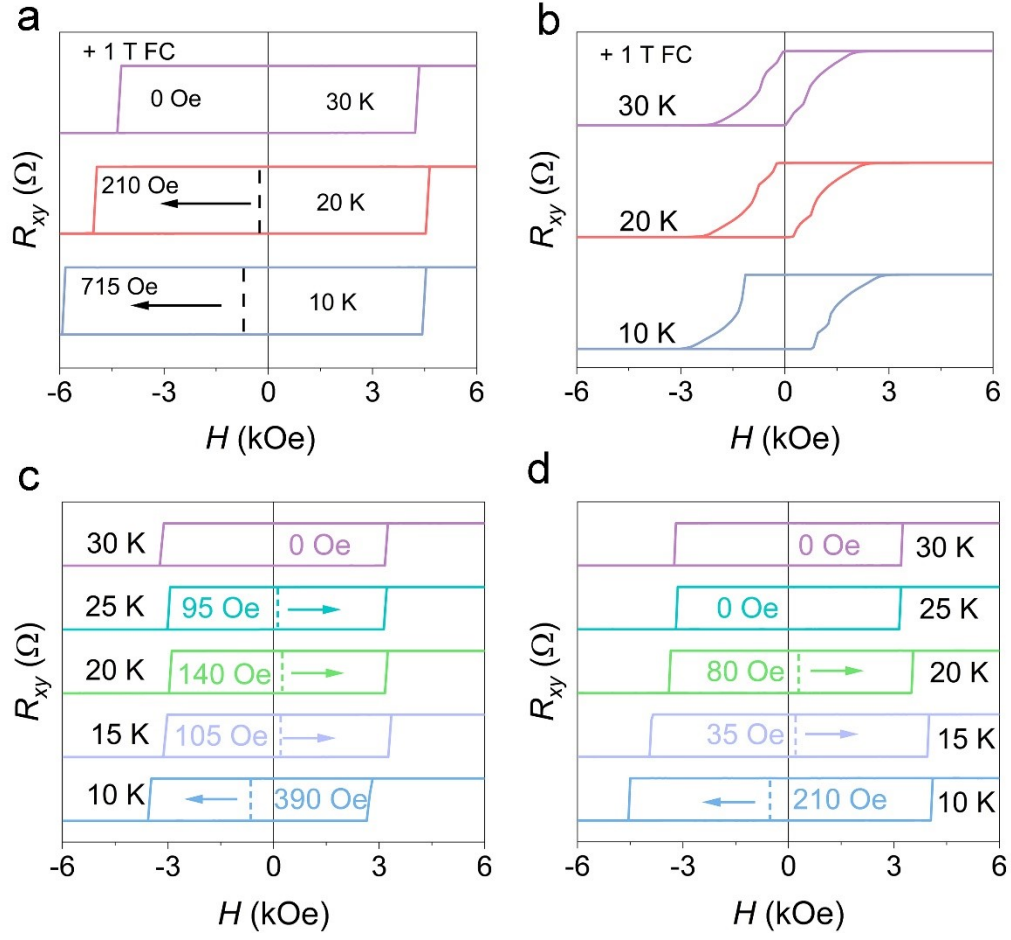 a
+ 1 T FC
0 Oe 30 K
210 Oe 20 K
715 Oe 10 K
Rxy (Ω)
-6 -3 0 3 6
H (kOe)
b
+ 1 T FC
30 K
20 K
10 K
Rxy (Ω)
-6 -3 0 3 6
H (kOe)
c
30 K 0 Oe
25 K 95 Oe
20 K 140 Oe
15 K 105 Oe
10 K 390 Oe
Rxy (Ω)
-6 -3 0 3 6
H (kOe)
d
0 Oe 30 K
0 Oe 25 K
80 Oe 20 K
35 Oe 15 K
210 Oe 10 K
Rxy (Ω)
-6 -3 0 3 6
H (kOe)